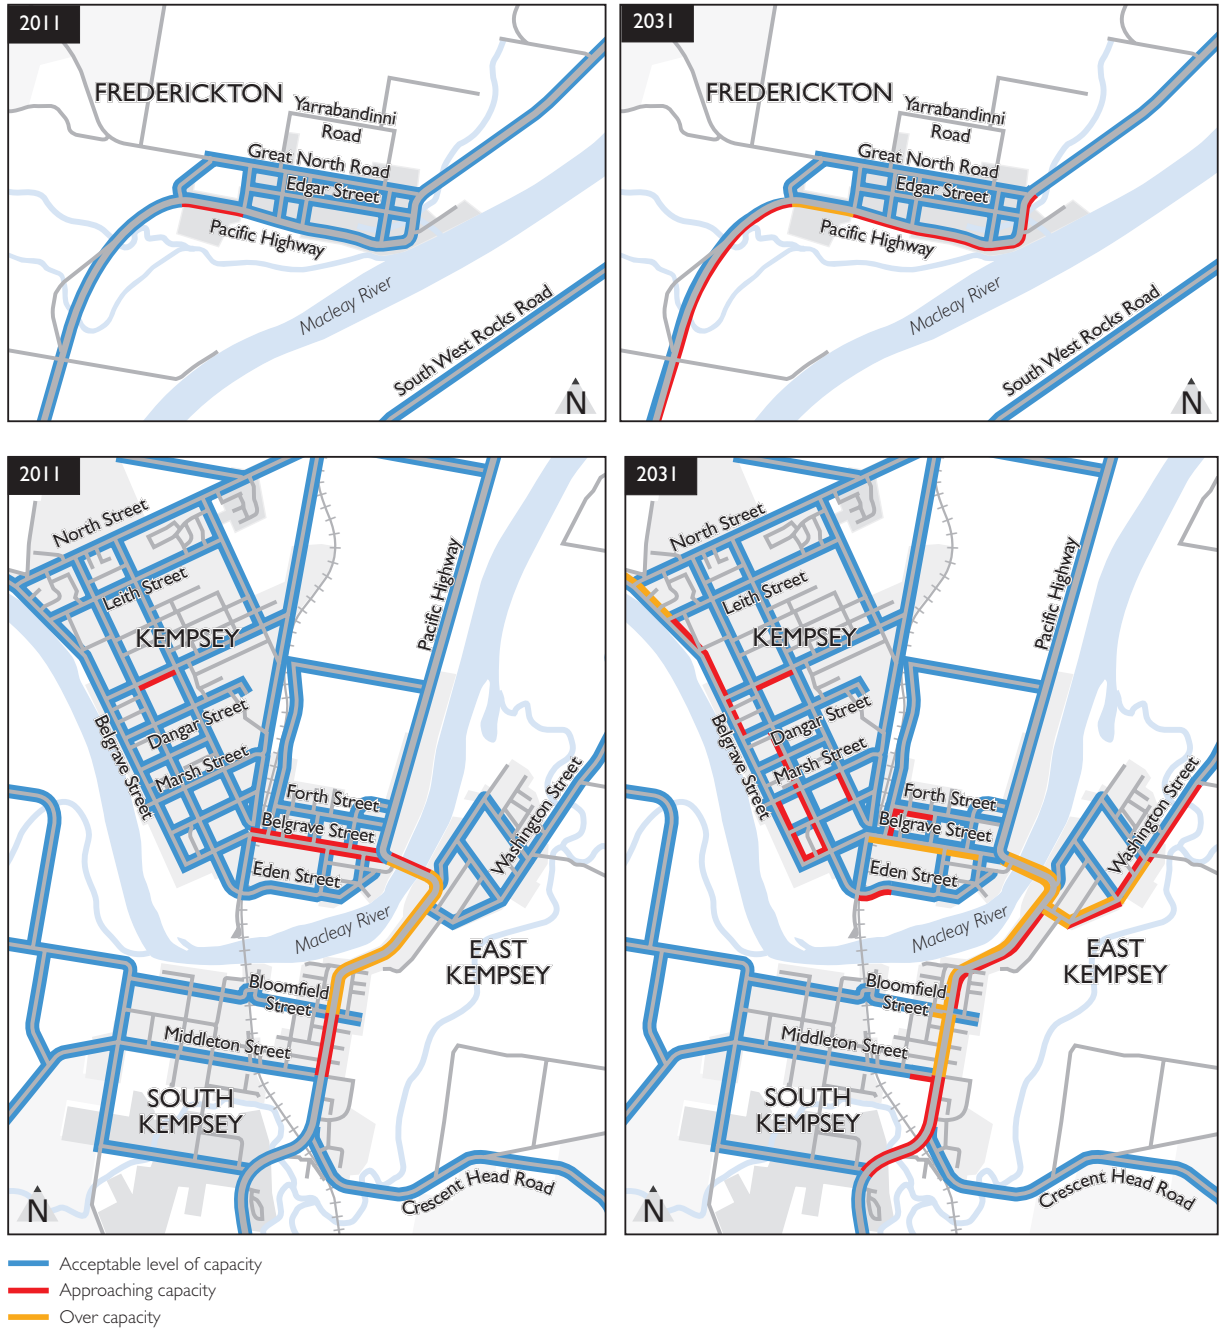 2011
FREDERICKTON
Yarrabandinni
Road
Great North Road
Edgar Street
Pacific Highway
Macleay River
South West Rocks Road
N
2031
FREDERICKTON
Yarrabandinni
Road
Great North Road
Edgar Street
Pacific Highway
Macleay River
South West Rocks Road
N
2011
North Street
Leith Street
KEMPSEY
Pacific Highway
Dangar Street
Belgrave Street
Marsh Street
Forth Street
Belgrave Street
Washington Street
Eden Street
Macleay River
EAST
KEMPSEY
Bloomfield
Street
Middleton Street
SOUTH
KEMPSEY
Crescent Head Road
N
2031
North Street
Leith Street
KEMPSEY
Pacific Highway
Dangar Street
Belgrave Street
Marsh Street
Forth Street
Belgrave Street
Washington Street
Eden Street
Macleay River
EAST
KEMPSEY
Bloomfield
Street
Middleton Street
SOUTH
KEMPSEY
Crescent Head Road
N
Acceptable level of capacity
Approaching capacity
Over capacity